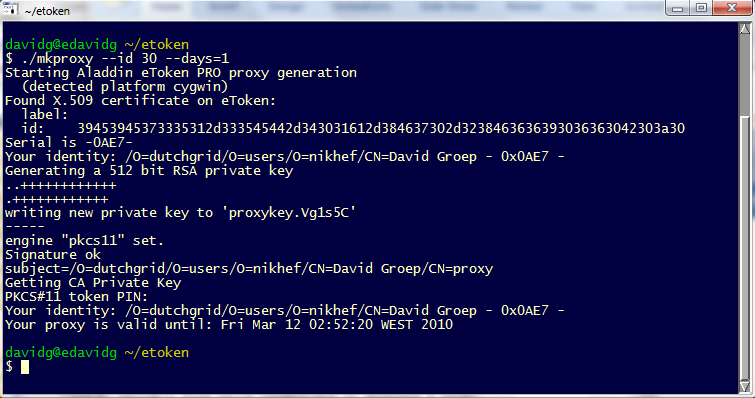 ~/etoken
davidg@edavidg ~/etoken
$ ./mkproxy --id 30 --days=1
Starting Aladdin eToken PRO proxy generation
  (detected platform cygwin)
Found X.509 certificate on eToken:
  label:
  id:    39453945373335312d333545442d343031612d384637302d3238463636393036363042303a30
Serial is -0AE7-
Your identity: /O=dutchgrid/O=users/O=nikhef/CN=David Groep - 0x0AE7 -
Generating a 512 bit RSA private key
..++++++++++++
.++++++++++++
writing new private key to 'proxykey.Vg1s5C'
-----
engine "pkcs11" set.
Signature ok
subject=/O=dutchgrid/O=users/O=nikhef/CN=David Groep/CN=proxy
Getting CA Private Key
PKCS#11 token PIN:
Your identity: /O=dutchgrid/O=users/O=nikhef/CN=David Groep - 0x0AE7 -
Your proxy is valid until: Fri Mar 12 02:52:20 WEST 2010
davidg@edavidg ~/etoken
$